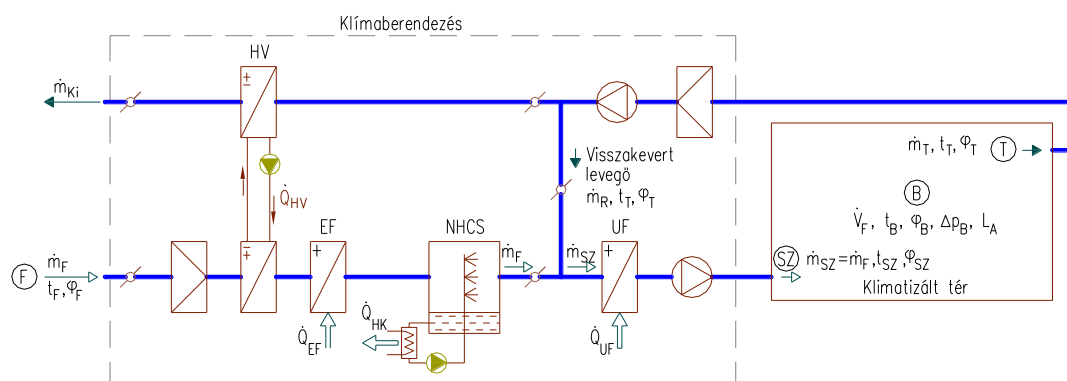 Klímaberendezés
HV
ṁKi
± 
Visszakevert
levegö
ṁR, tT, φT
Q̇HV
EF
NHCS
UF
ṁT, tT, φT
T
B
V̇F, tB, φB, ΔpB, LA
F
ṁF
tF, φF
∓
+
ṁF
ṁSZ
+
SZ
ṁSZ=ṁF, tSZ, φSZ
Klimatizált tér
Q̇EF
Q̇HK
Q̇UF